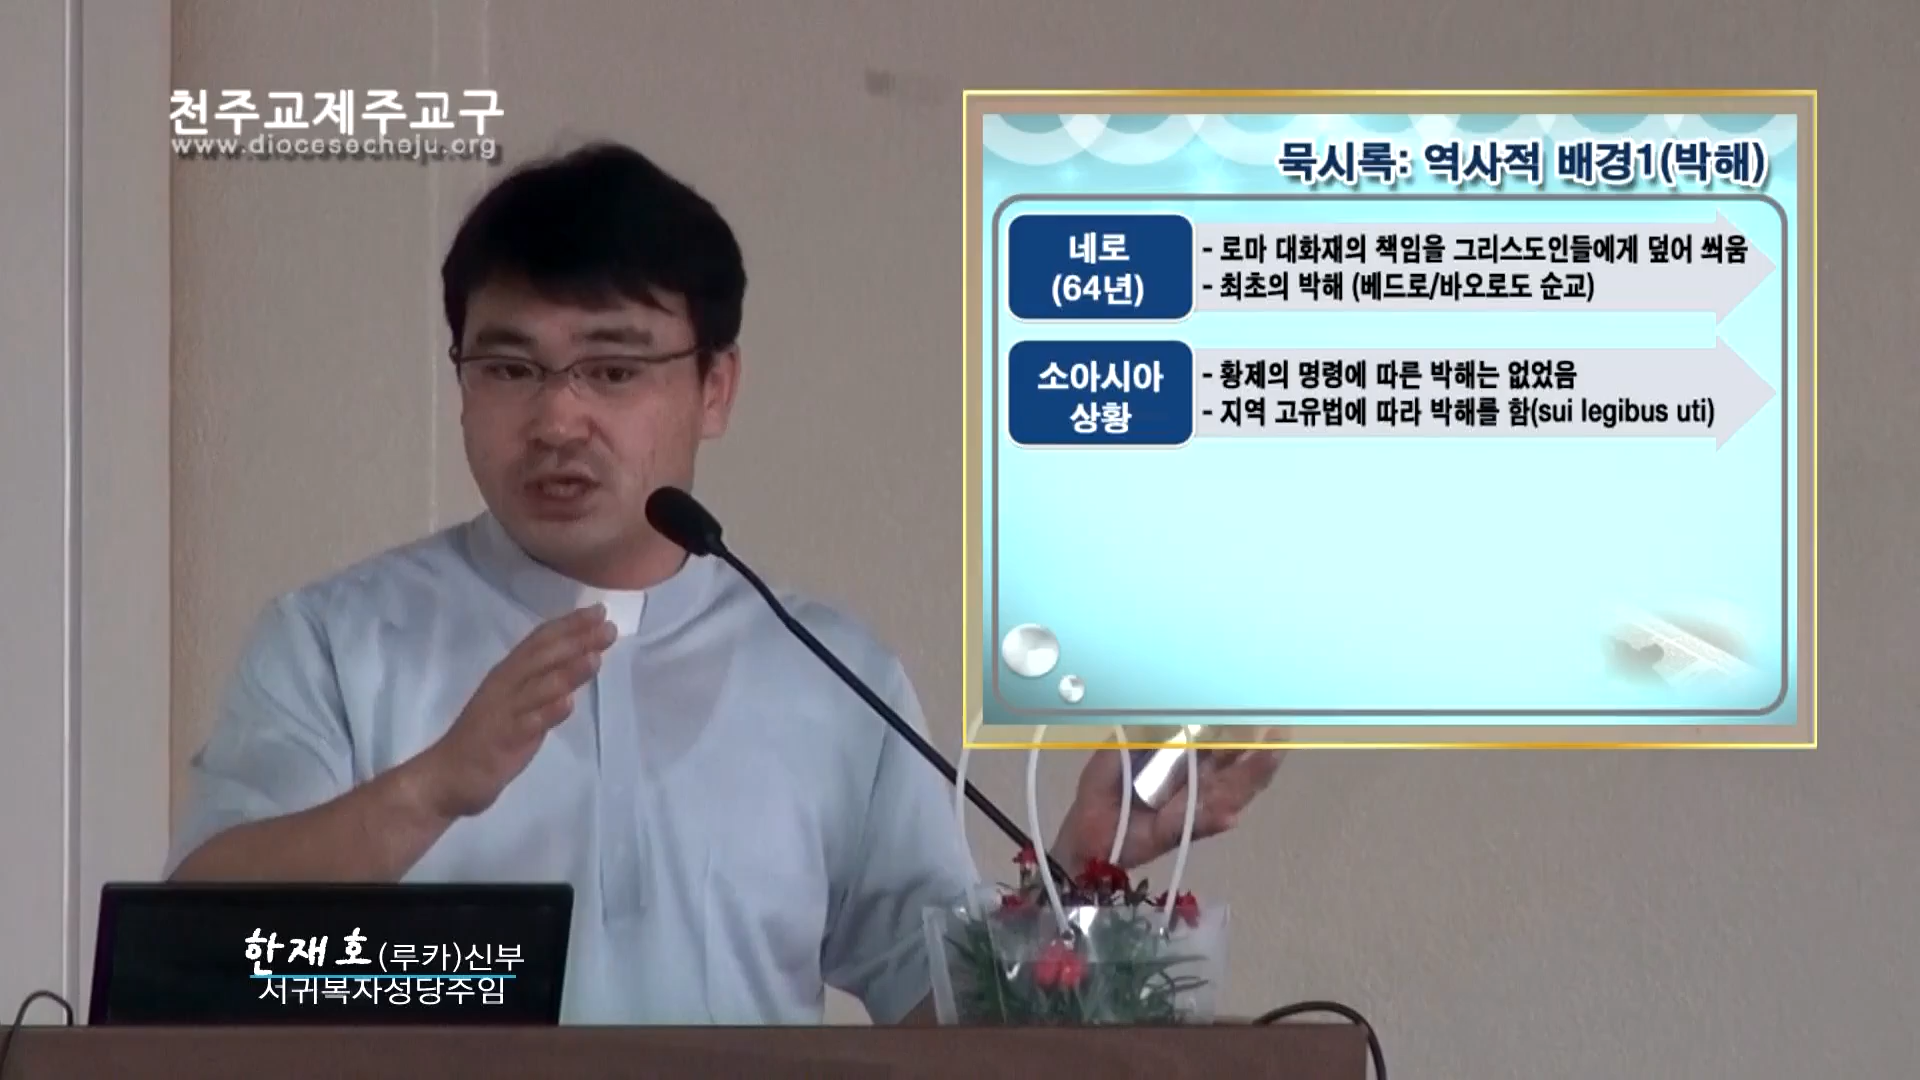 천주교제주교구
www.diocesecheju.org
묵시록: 역사적 배경1(박해)
네로
(64년)
- 로마 대화재의 책임을 그리스도인들에게 덮어 씌움
- 최초의 박해 (베드로/바오로도 순교)
소아시아
상황
- 황제의 명령에 따른 박해는 없었음
- 지역 고유법에 따라 박해를 함(sui legibus uti)
한재호(루카)신부
서귀복자성당주임